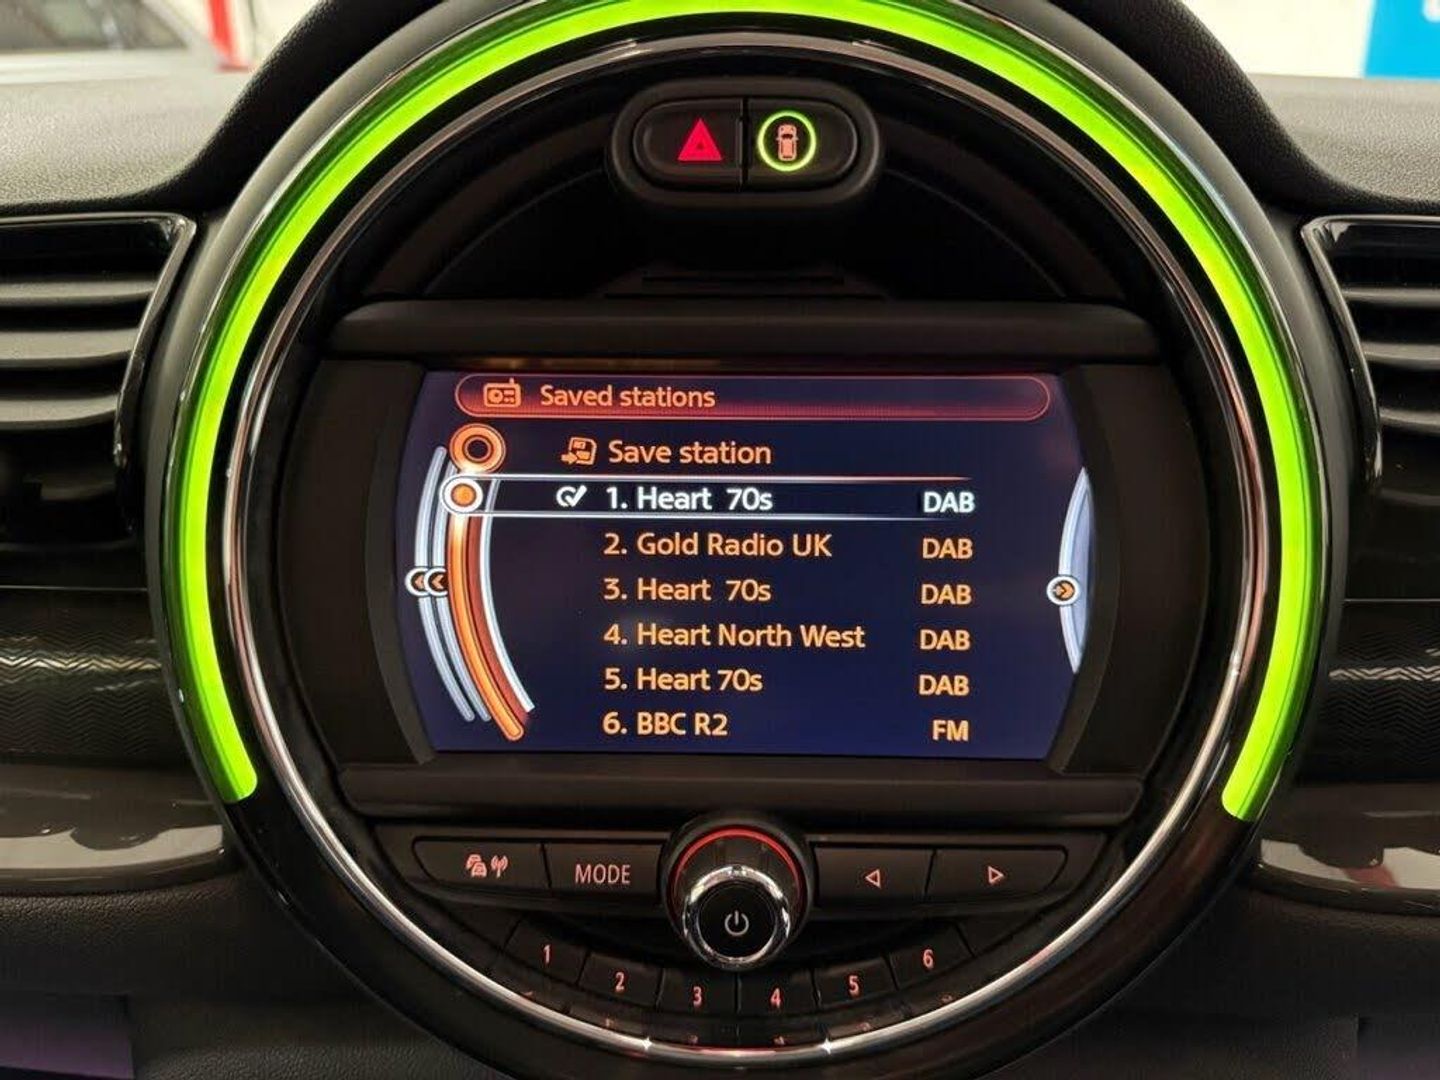 Saved stations
Save station
1. Heart 70s DAB
2. Gold Radio UK DAB
3. Heart 70s DAB
4. Heart North West DAB
5. Heart 70s DAB
6. BBC R2 FM
MODE
1 2 3 4 5 6